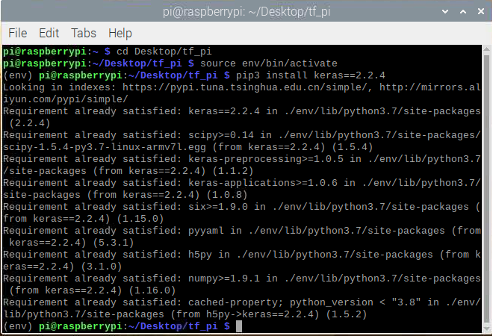 pi@raspberrypi: ~/Desktop/tf_pi
File Edit Tabs Help
pi@raspberrypi:~ $ cd Desktop/tf_pi
pi@raspberrypi:~/Desktop/tf_pi $ source env/bin/activate
(env) pi@raspberrypi:~/Desktop/tf_pi $ pip3 install keras==2.2.4
Looking in indexes: https://pypi.tuna.tsinghua.edu.cn/simple/, http://mirrors.al
iyun.com/pypi/simple/
Requirement already satisfied: keras==2.2.4 in ./env/lib/python3.7/site-packages
(2.2.4)
Requirement already satisfied: scipy>=0.14 in ./env/lib/python3.7/site-packages/
scipy-1.5.4-py3.7-linux-armv7l.egg (from keras==2.2.4) (1.5.4)
Requirement already satisfied: keras-preprocessing>=1.0.5 in ./env/lib/python3.7
/site-packages (from keras==2.2.4) (1.1.2)
Requirement already satisfied: keras-applications>=1.0.6 in ./env/lib/python3.7/
site-packages (from keras==2.2.4) (1.0.8)
Requirement already satisfied: six>=1.9.0 in ./env/lib/python3.7/site-packages (
from keras==2.2.4) (1.15.0)
Requirement already satisfied: pyyaml in ./env/lib/python3.7/site-packages (from
keras==2.2.4) (5.3.1)
Requirement already satisfied: h5py in ./env/lib/python3.7/site-packages (from k
eras==2.2.4) (3.1.0)
Requirement already satisfied: numpy>=1.9.1 in ./env/lib/python3.7/site-packages
(from keras==2.2.4) (1.16.0)
Requirement already satisfied: cached-property; python_version < "3.8" in ./env/
lib/python3.7/site-packages (from h5py->keras==2.2.4) (1.5.2)
(env) pi@raspberrypi:~/Desktop/tf_pi $